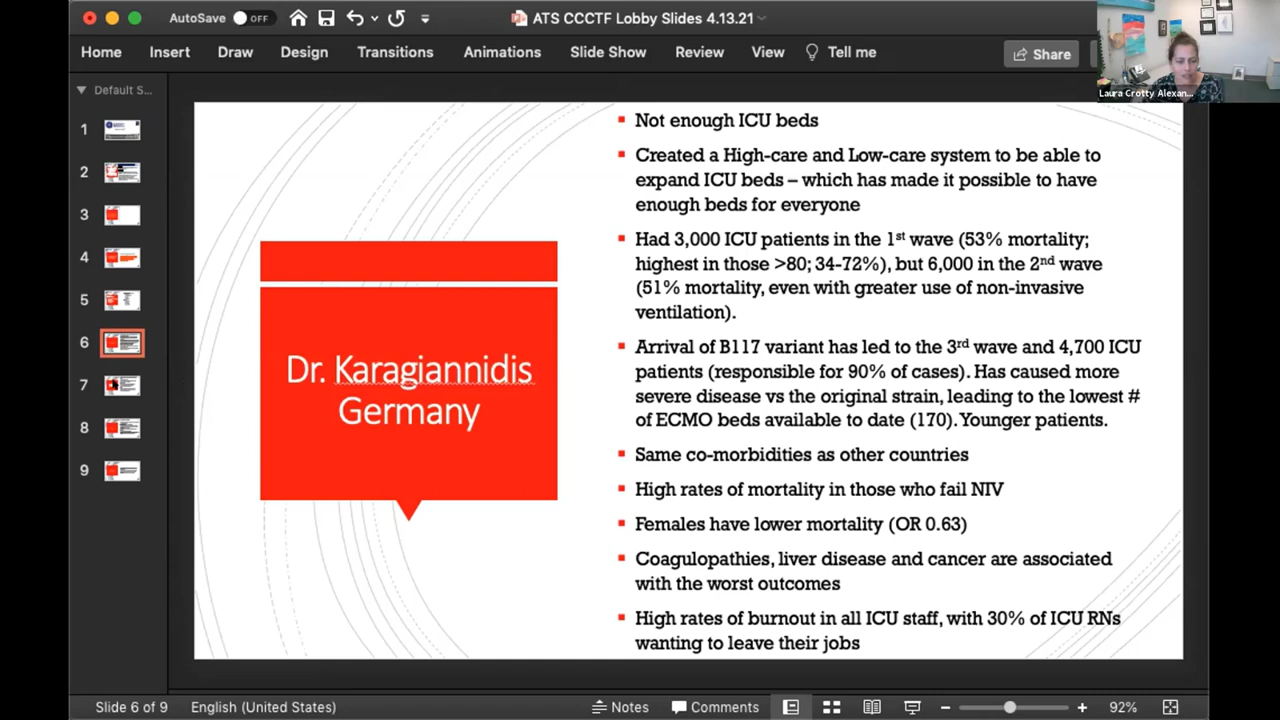 AutoSave OFF
ATS CCCTF Lobby Slides 4.13.21
Home Insert Draw Design Transitions Animations Slide Show Review View Tell me Share
Laura Crotty Alexan...
Default S...
1
2
3
4
5
6
7
8
9
Dr. Karagiannidis
Germany
Not enough ICU beds
Created a High-care and Low-care system to be able to
expand ICU beds – which has made it possible to have
enough beds for everyone
Had 3,000 ICU patients in the 1st wave (53% mortality;
highest in those >80; 34-72%), but 6,000 in the 2nd wave
(51% mortality, even with greater use of non-invasive
ventilation).
Arrival of B117 variant has led to the 3rd wave and 4,700 ICU
patients (responsible for 90% of cases). Has caused more
severe disease vs the original strain, leading to the lowest #
of ECMO beds available to date (170). Younger patients.
Same co-morbidities as other countries
High rates of mortality in those who fail NIV
Females have lower mortality (OR 0.63)
Coagulopathies, liver disease and cancer are associated
with the worst outcomes
High rates of burnout in all ICU staff, with 30% of ICU RNs
wanting to leave their jobs
Slide 6 of 9 English (United States) Notes Comments 92%